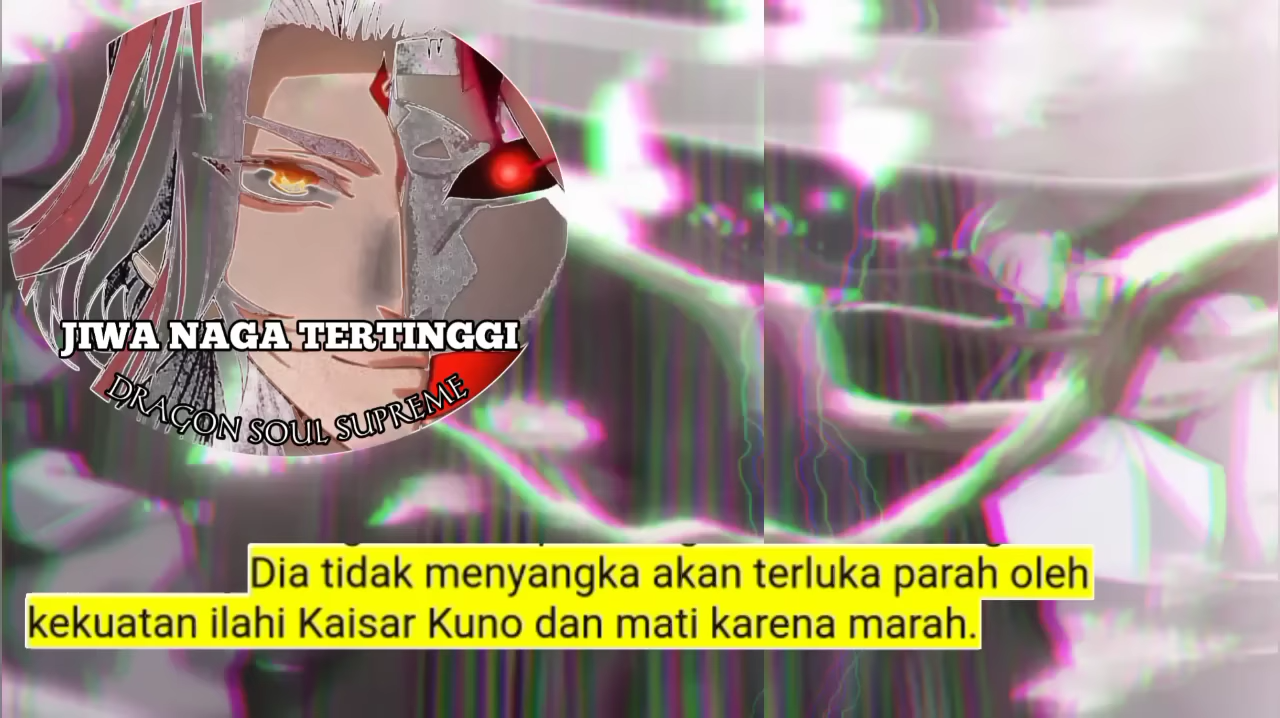 JIWA NAGA TERTINGGI
DRAGON SOUL SUPREME
Dia tidak menyangka akan terluka parah oleh
kekuatan ilahi Kaisar Kuno dan mati karena marah.